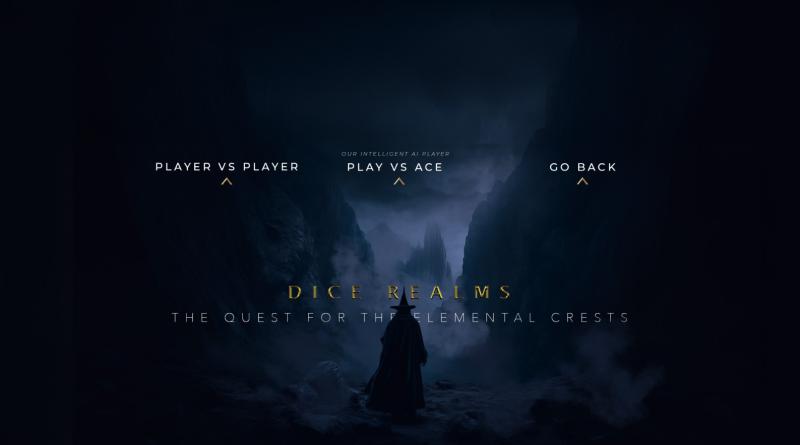 OUR INTELLIGENT AI PLAYER
PLAYER VS PLAYER
PLAY VS ACE
GO BACK
DICE REALMS
THE QUEST FOR THE ELEMENTAL CRESTS